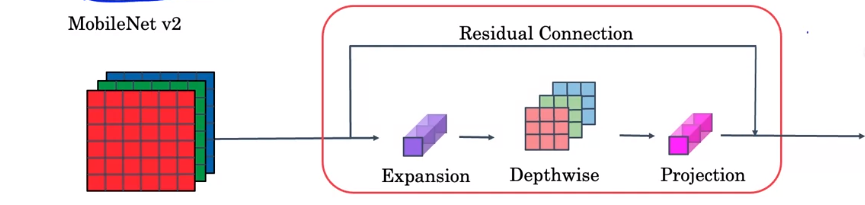 MobileNet v2
Residual Connection
Expansion
Depthwise
Projection